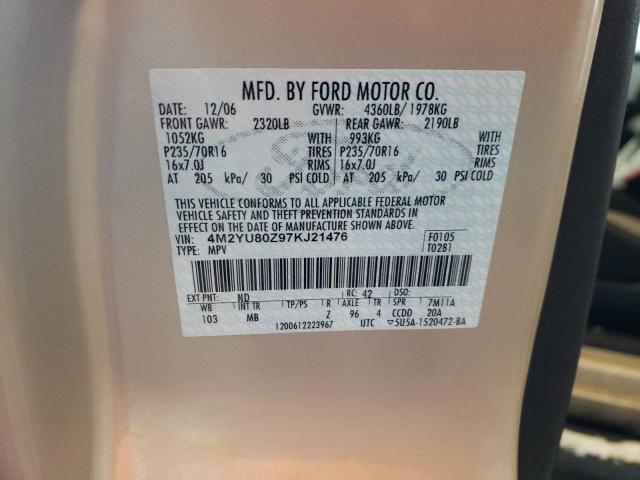 MFD. BY FORD MOTOR CO.
DATE: 12/06 GVWR: 4360LB/1978KG
FRONT GAWR: 2320LB REAR GAWR: 2190LB
1052KG WITH 993KG WITH
P235/70R16 TIRES P235/70R16 TIRES
16x7.0J RIMS 16x7.0J RIMS
AT 205 kPa/ 30 PSI COLD AT 205 kPa/ 30 PSI COLD
THIS VEHICLE CONFORMS TO ALL APPLICABLE FEDERAL MOTOR
VEHICLE SAFETY AND THEFT PREVENTION STANDARDS IN
EFFECT ON THE DATE OF MANUFACTURE SHOWN ABOVE.
VIN: 4M2YU80Z97KJ21476 F0105
TYPE: MPV T0281
EXT PNT: ND RC: 42 DSO:
WB INT TR TP/PS R AXLE TR SPR 7M11A
103 MB Z 96 4 CCDD 20A
1200612223967 UTC ▽5U5A-1520472-BA
Ford